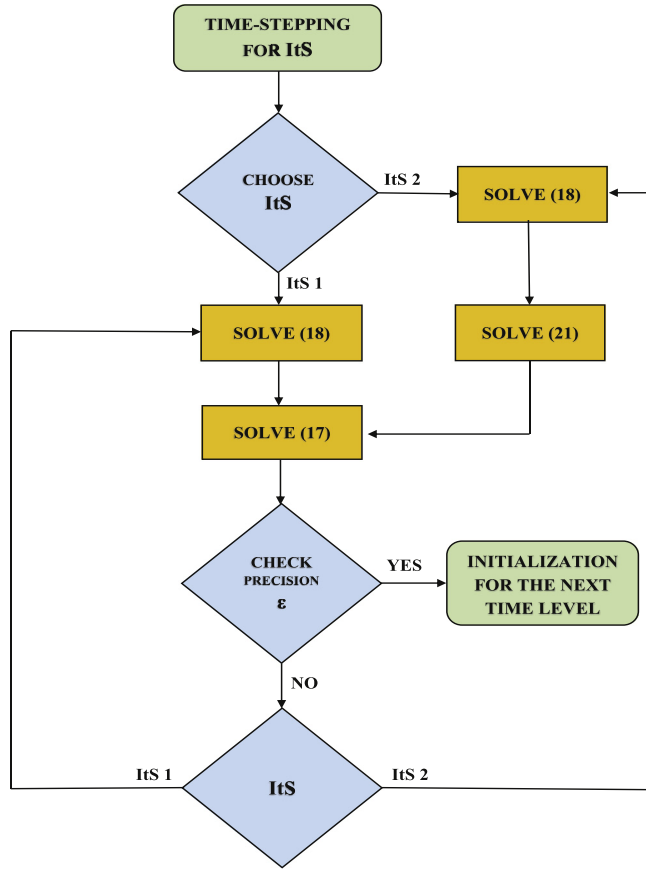 TIME-STEPPING
FOR ItS
CHOOSE
ItS
ItS 2
SOLVE (18)
ItS 1
SOLVE (18)
SOLVE (21)
SOLVE (17)
CHECK
PRECISION
ε
YES
INITIALIZATION
FOR THE NEXT
TIME LEVEL
NO
ItS 1
ItS
ItS 2